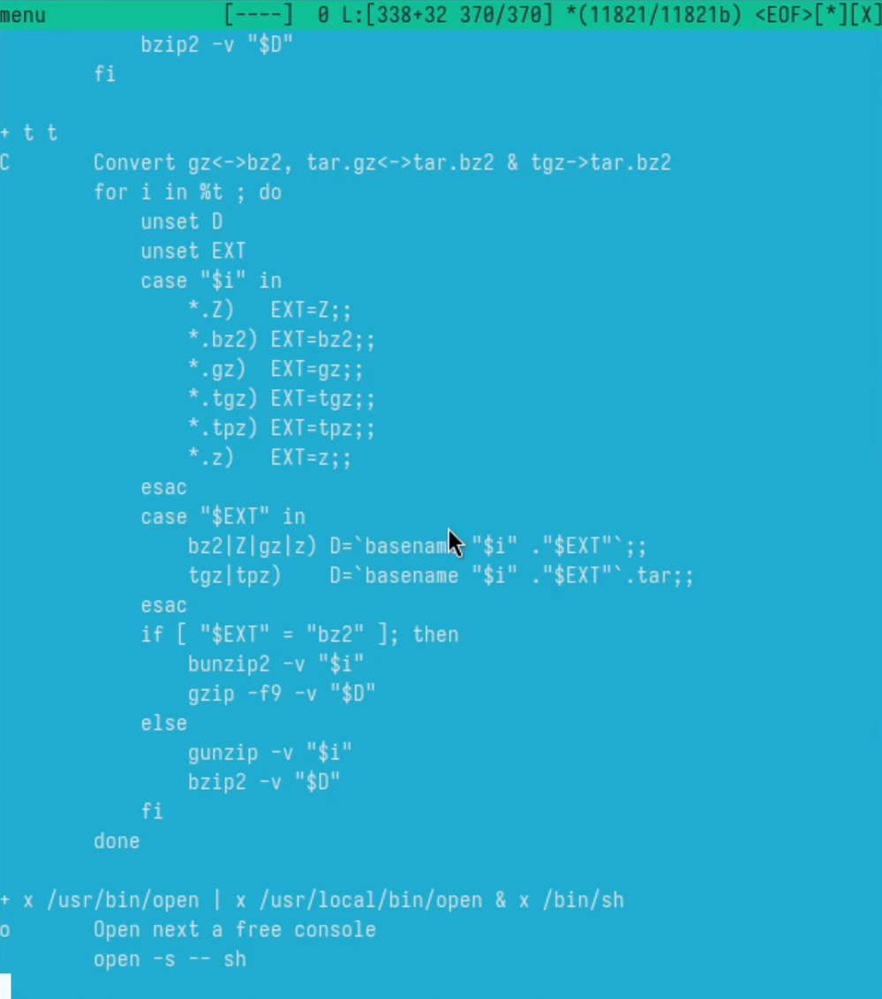 menu                [----]  0 L:[338+32 370/370] *(11821/11821b) <EOF>[*][X]
            bzip2 -v "$D"
        fi

+ t t
C       Convert gz<->bz2, tar.gz<->tar.bz2 & tgz->tar.bz2
        for i in %t ; do
            unset D
            unset EXT
            case "$i" in
                *.Z)   EXT=Z;;
                *.bz2) EXT=bz2;;
                *.gz)  EXT=gz;;
                *.tgz) EXT=tgz;;
                *.tpz) EXT=tpz;;
                *.z)   EXT=z;;
            esac
            case "$EXT" in
                bz2|Z|gz|z) D=`basename "$i" ."$EXT"`;;
                tgz|tpz)    D=`basename "$i" ."$EXT"`.tar;;
            esac
            if [ "$EXT" = "bz2" ]; then
                bunzip2 -v "$i"
                gzip -f9 -v "$D"
            else
                gunzip -v "$i"
                bzip2 -v "$D"
            fi
        done

+ x /usr/bin/open | x /usr/local/bin/open & x /bin/sh
o       Open next a free console
        open -s -- sh